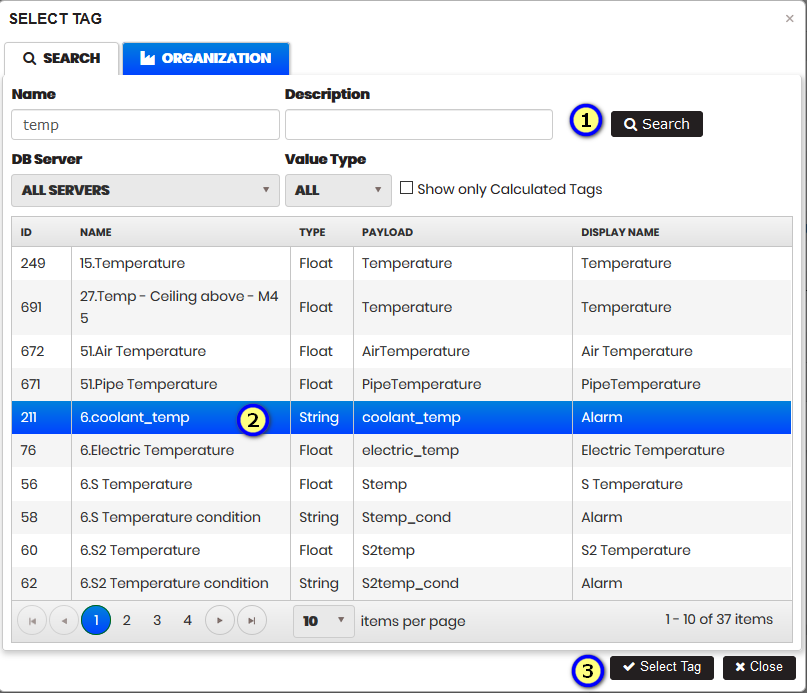 SELECT TAG ×
SEARCH ORGANIZATION
Name Description
temp 1 Search
DB Server Value Type
ALL SERVERS ALL Show only Calculated Tags
ID NAME TYPE PAYLOAD DISPLAY NAME
249 15.Temperature Float Temperature Temperature
691 27.Temp - Ceiling above - M4 5 Float Temperature Temperature
672 51.Air Temperature Float AirTemperature Air Temperature
671 51.Pipe Temperature Float PipeTemperature PipeTemperature
211 6.coolant_temp 2 String coolant_temp Alarm
76 6.Electric Temperature Float electric_temp Electric Temperature
56 6.S Temperature Float Stemp S Temperature
58 6.S Temperature condition String Stemp_cond Alarm
60 6.S2 Temperature Float S2temp S2 Temperature
62 6.S2 Temperature condition String S2temp_cond Alarm
1 2 3 4 10 items per page 1 - 10 of 37 items
3 Select Tag Close